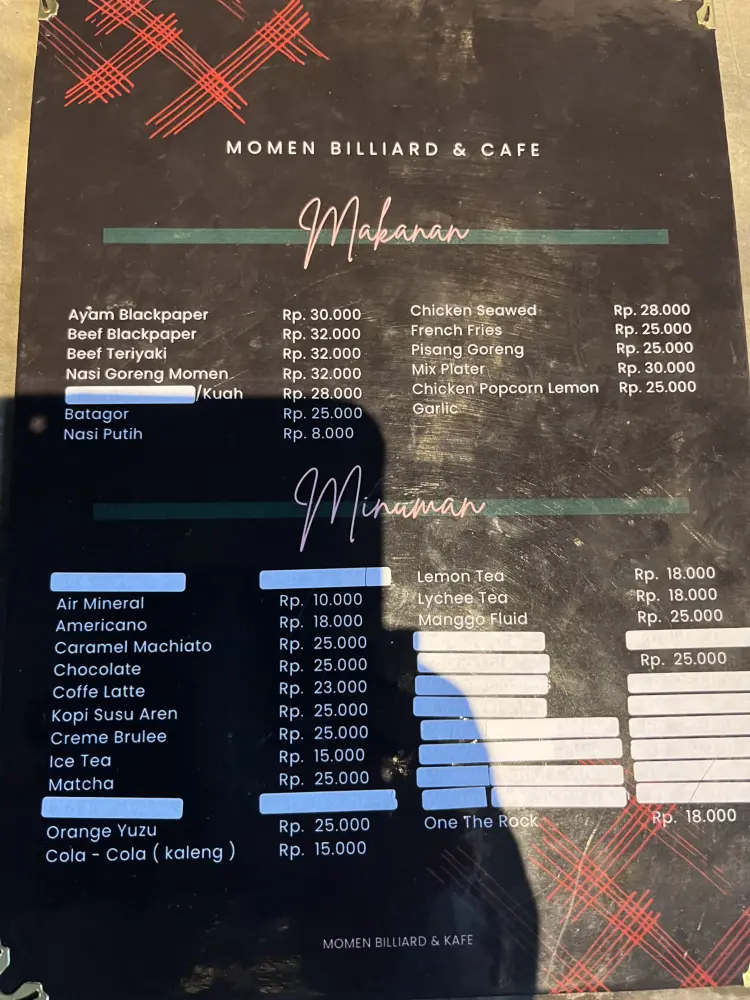 MOMEN BILLIARD & CAFE
Makanan
Ayam Blackpaper Rp. 30.000
Beef Blackpaper Rp. 32.000
Beef Teriyaki Rp. 32.000
Nasi Goreng Momen Rp. 32.000
/Kuah Rp. 28.000
Batagor Rp. 25.000
Nasi Putih Rp. 8.000
Chicken Seawed Rp. 28.000
French Fries Rp. 25.000
Pisang Goreng Rp. 25.000
Mix Plater Rp. 30.000
Chicken Popcorn Lemon Rp. 25.000
Garlic
Minuman
Air Mineral Rp. 10.000
Americano Rp. 18.000
Caramel Machiato Rp. 25.000
Chocolate Rp. 25.000
Coffe Latte Rp. 23.000
Kopi Susu Aren Rp. 25.000
Creme Brulee Rp. 25.000
Ice Tea Rp. 15.000
Matcha Rp. 25.000
Orange Yuzu Rp. 25.000
Cola - Cola ( kaleng ) Rp. 15.000
Lemon Tea Rp. 18.000
Lychee Tea Rp. 18.000
Manggo Fluid Rp. 25.000
Rp. 25.000
One The Rock Rp. 18.000
MOMEN BILLIARD & KAFE